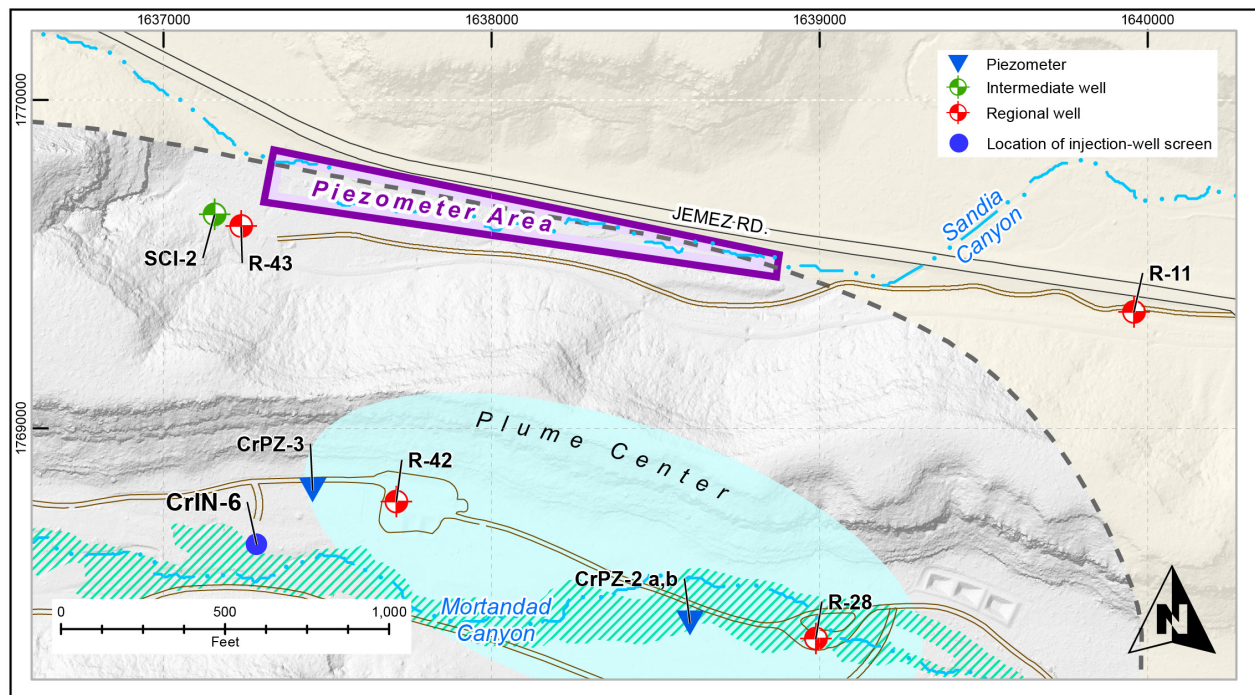 1637000
1638000
1639000
1640000
1770000
1769000
Piezometer
Intermediate well
Regional well
Location of injection-well screen
Piezometer Area
JEMEZ RD.
Sandia
Canyon
SCI-2
R-43
R-11
Plume Center
CrPZ-3
R-42
CrIN-6
CrPZ-2 a,b
R-28
Mortandad
Canyon
0
500
1,000
Feet
N